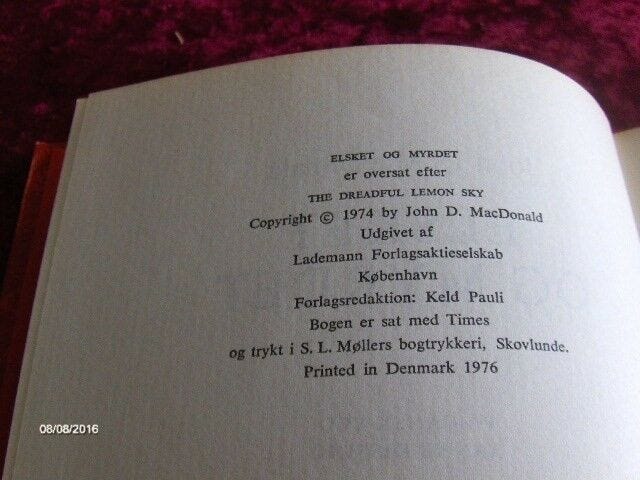 ELSKET OG MYRDET
er oversat efter
THE DREADFUL LEMON SKY
Copyright © 1974 by John D. MacDonald
Udgivet af
Lademann Forlagsaktieselskab
København
Forlagsredaktion: Keld Pauli
Bogen er sat med Times
og trykt i S. L. Møllers bogtrykkeri, Skovlunde.
Printed in Denmark 1976
08/08/2016